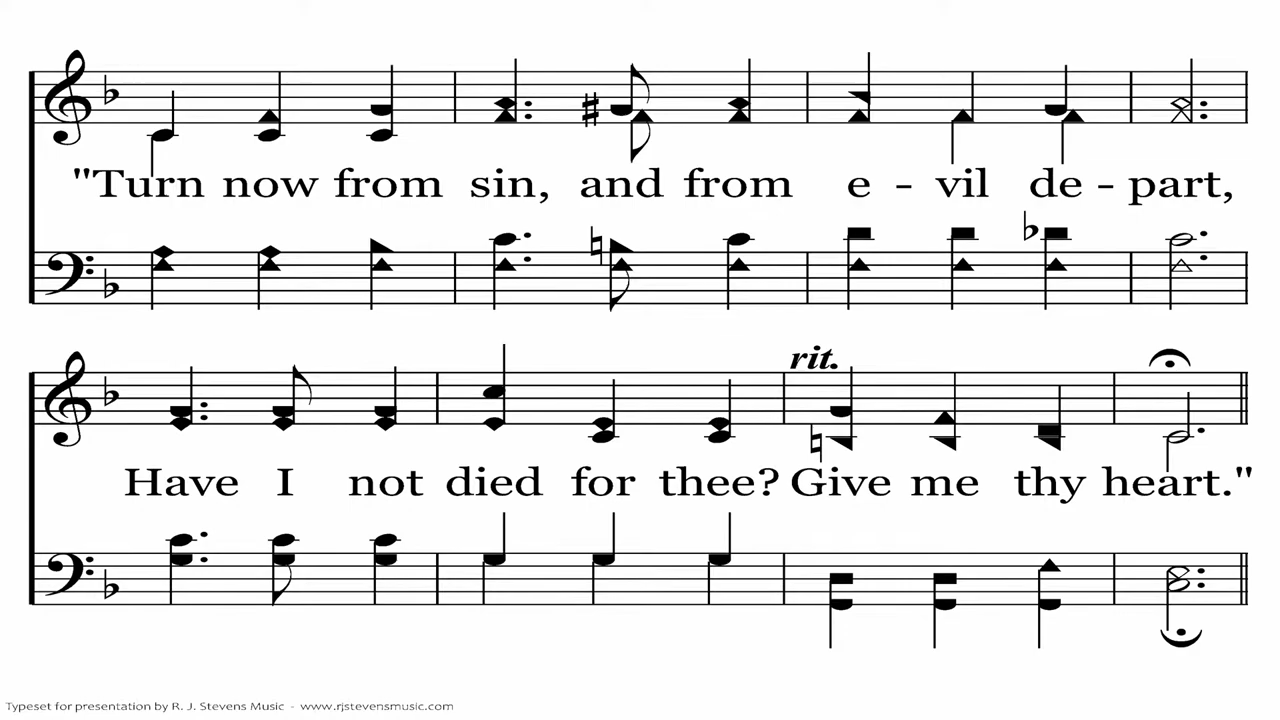 "Turn now from sin, and from e - vil de - part,
rit.
Have I not died for thee? Give me thy heart."
Typeset for presentation by R. J. Stevens Music - www.rjstevensmusic.com